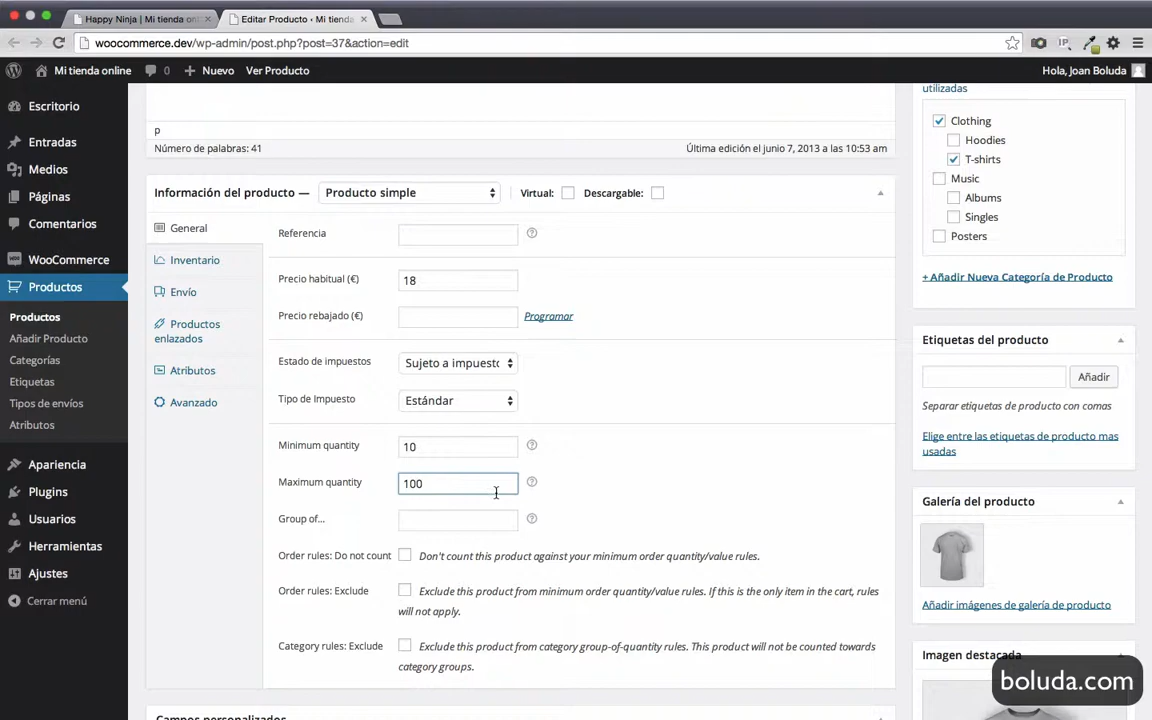 Happy Ninja | Mi tienda onl
Editar Producto ‹ Mi tienda
woocommerce.dev/wp-admin/post.php?post=37&action=edit
Mi tienda online
0
Nuevo
Ver Producto
Hola, Joan Boluda
Escritorio
Entradas
Medios
Páginas
Comentarios
WooCommerce
Productos
Productos
Añadir Producto
Categorías
Etiquetas
Tipos de envíos
Atributos
Apariencia
Plugins
Usuarios
Herramientas
Ajustes
Cerrar menú
p
Número de palabras: 41
Última edición el junio 7, 2013 a las 10:53 am
Información del producto —
Producto simple
Virtual:
Descargable:
General
Inventario
Envío
Productos
enlazados
Atributos
Avanzado
Referencia
Precio habitual (€)
18
Precio rebajado (€)
Programar
Estado de impuestos
Sujeto a impuesto
Tipo de Impuesto
Estándar
Minimum quantity
10
Maximum quantity
100
Group of...
Order rules: Do not count
Don't count this product against your minimum order quantity/value rules.
Order rules: Exclude
Exclude this product from minimum order quantity/value rules. If this is the only item in the cart, rules
will not apply.
Category rules: Exclude
Exclude this product from category group-of-quantity rules. This product will not be counted towards
category groups.
Campos personalizados
utilizadas
Clothing
Hoodies
T-shirts
Music
Albums
Singles
Posters
+ Añadir Nueva Categoría de Producto
Etiquetas del producto
Añadir
Separar etiquetas de producto con comas
Elige entre las etiquetas de producto mas
usadas
Galería del producto
Añadir imágenes de galería de producto
Imagen destacada
boluda.com